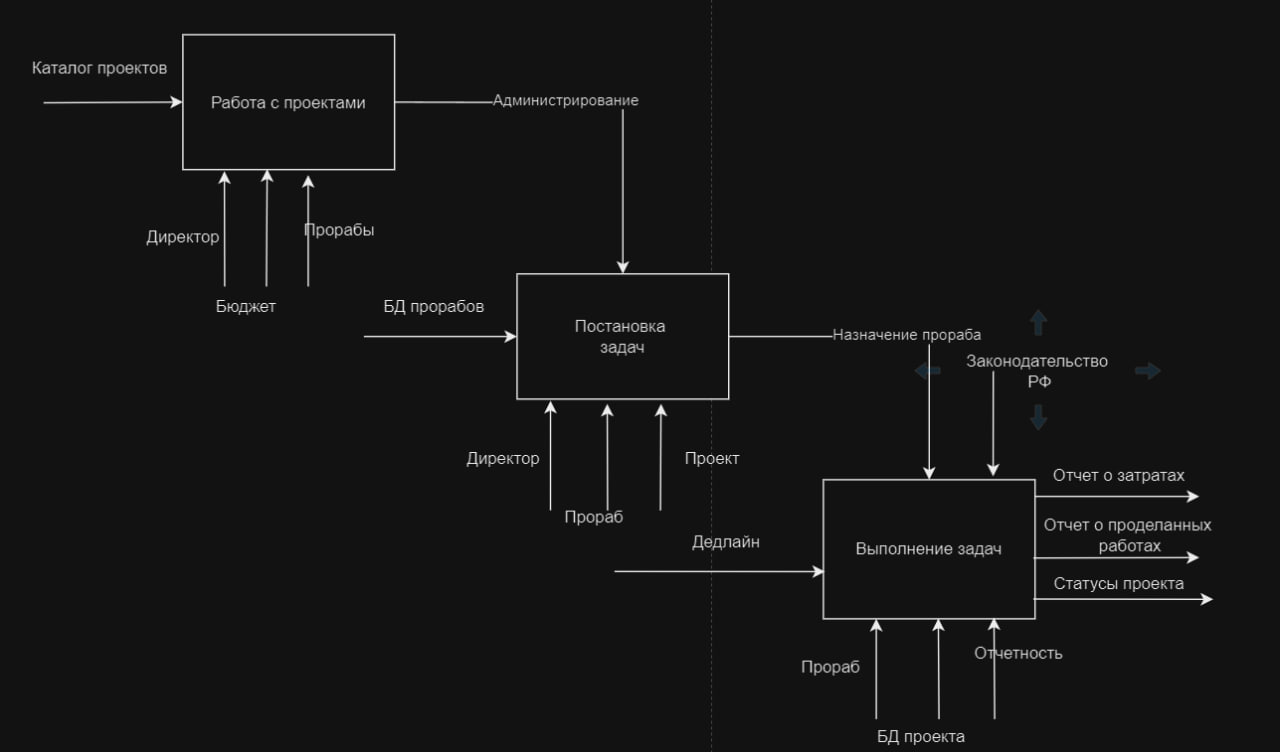 Каталог проектов
Работа с проектами
Администрирование
Директор
Прорабы
Бюджет
БД прорабов
Постановка
задач
Назначение прораба
Законодательство
РФ
Директор
Проект
Прораб
Дедлайн
Выполнение задач
Отчет о затратах
Отчет о проделанных
работах
Статусы проекта
Прораб
Отчетность
БД проекта